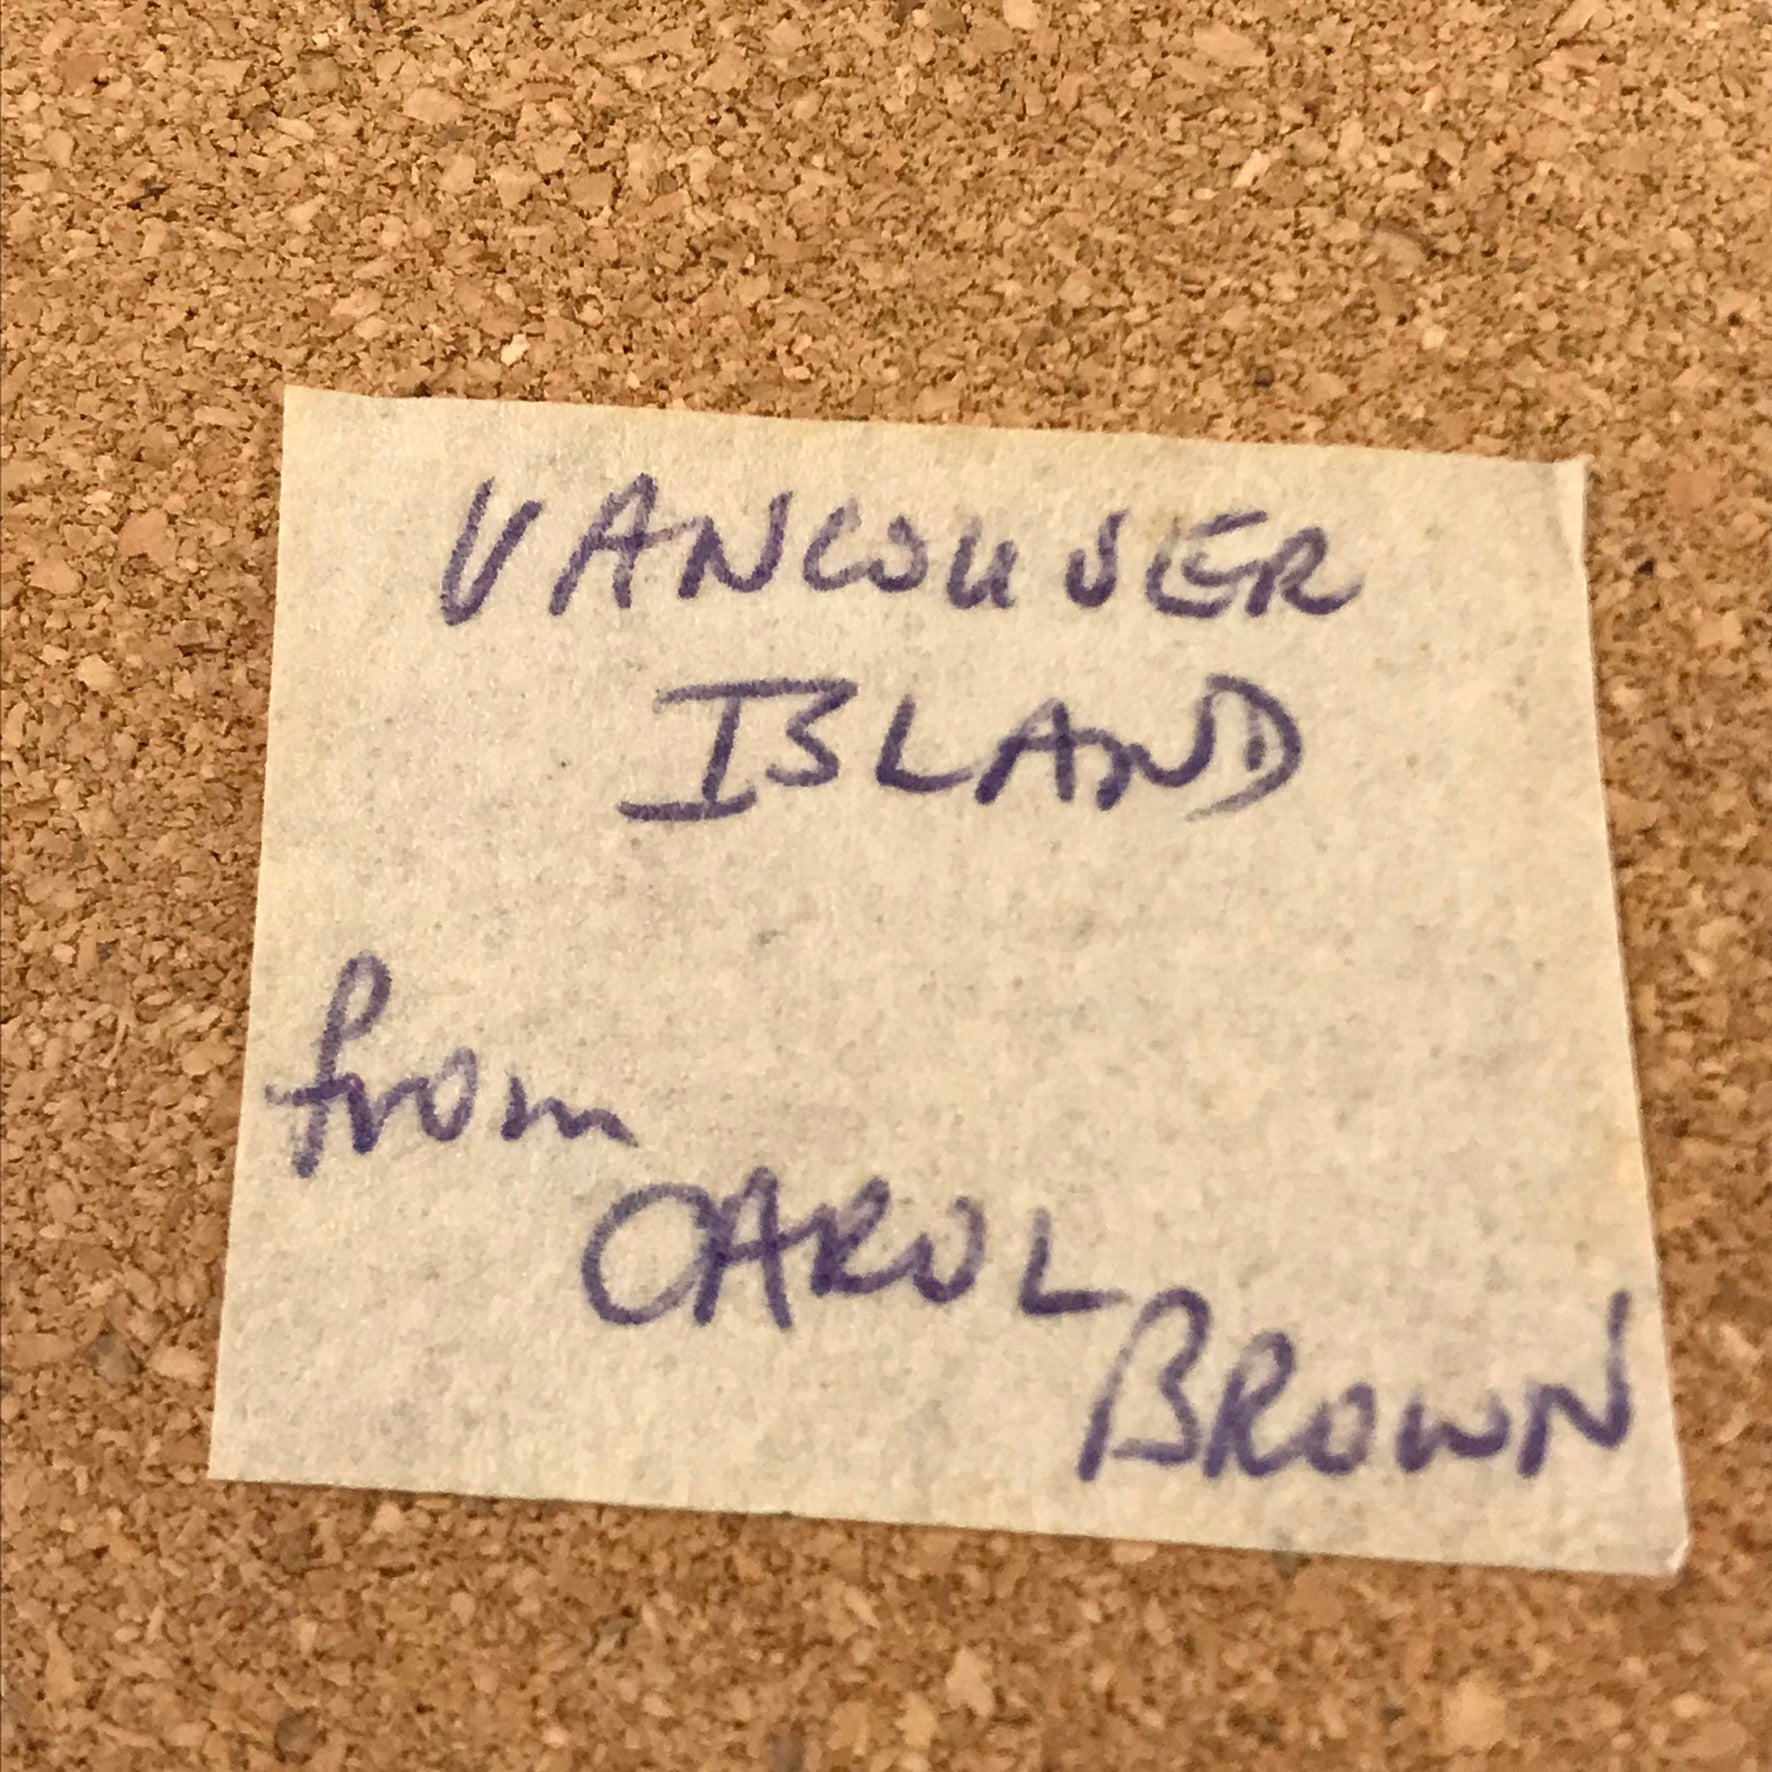 VANCOUVER
ISLAND
from
CAROL
BROWN